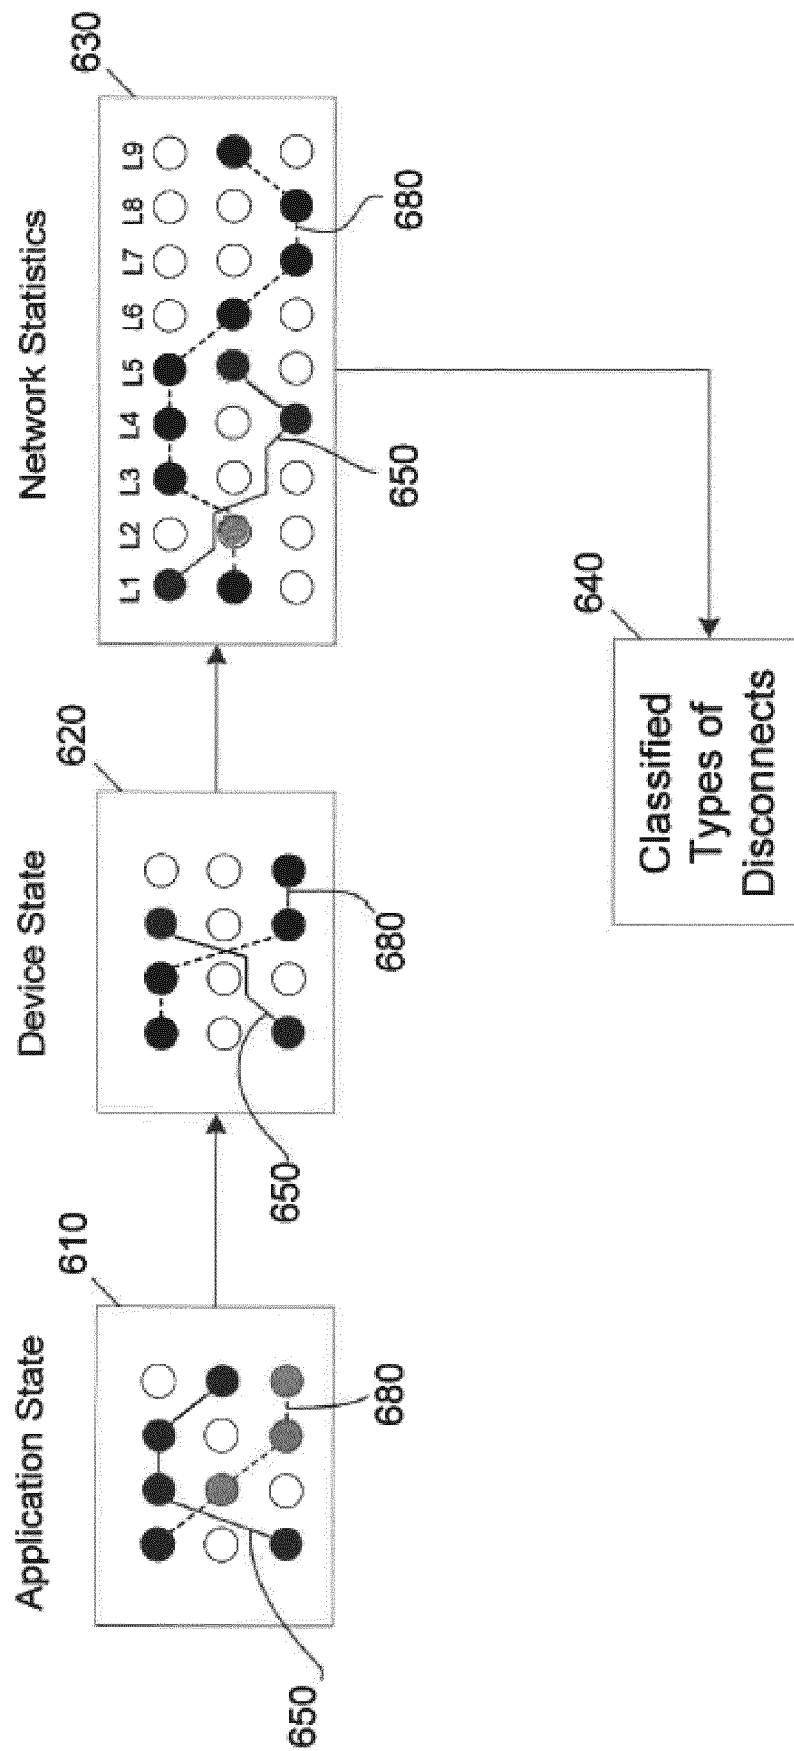 Application State
610
650
680
Device State
620
650
680
Network Statistics
630
L1 L2 L3 L4 L5 L6 L7 L8 L9
650
680
640
Classified
Types of
Disconnects